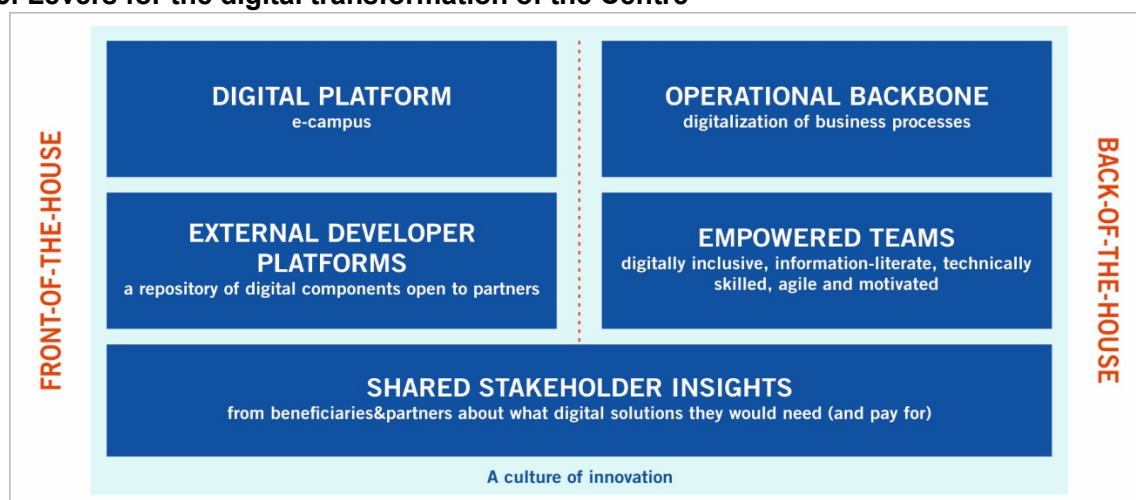 Levers for the digital transformation of the Centre
FRONT-OF-THE-HOUSE
DIGITAL PLATFORM
e-campus
OPERATIONAL BACKBONE
digitalization of business processes
EXTERNAL DEVELOPER
PLATFORMS
a repository of digital components open to partners
EMPOWERED TEAMS
digitally inclusive, information-literate, technically
skilled, agile and motivated
SHARED STAKEHOLDER INSIGHTS
from beneficiaries&partners about what digital solutions they would need (and pay for)
A culture of innovation
BACK-OF-THE-HOUSE